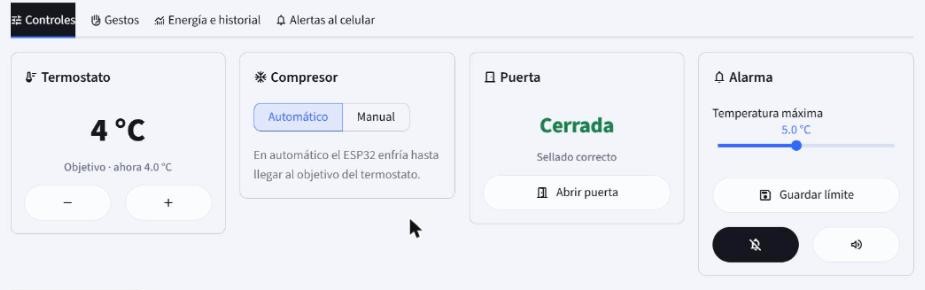 Controles
Gestos
Energía e historial
Alertas al celular
Termostato
4 °C
Objetivo · ahora 4.0 °C
−
+
Compresor
Automático
Manual
En automático el ESP32 enfría hasta
llegar al objetivo del termostato.
Puerta
Cerrada
Sellado correcto
Abrir puerta
Alarma
Temperatura máxima
5.0 °C
Guardar límite